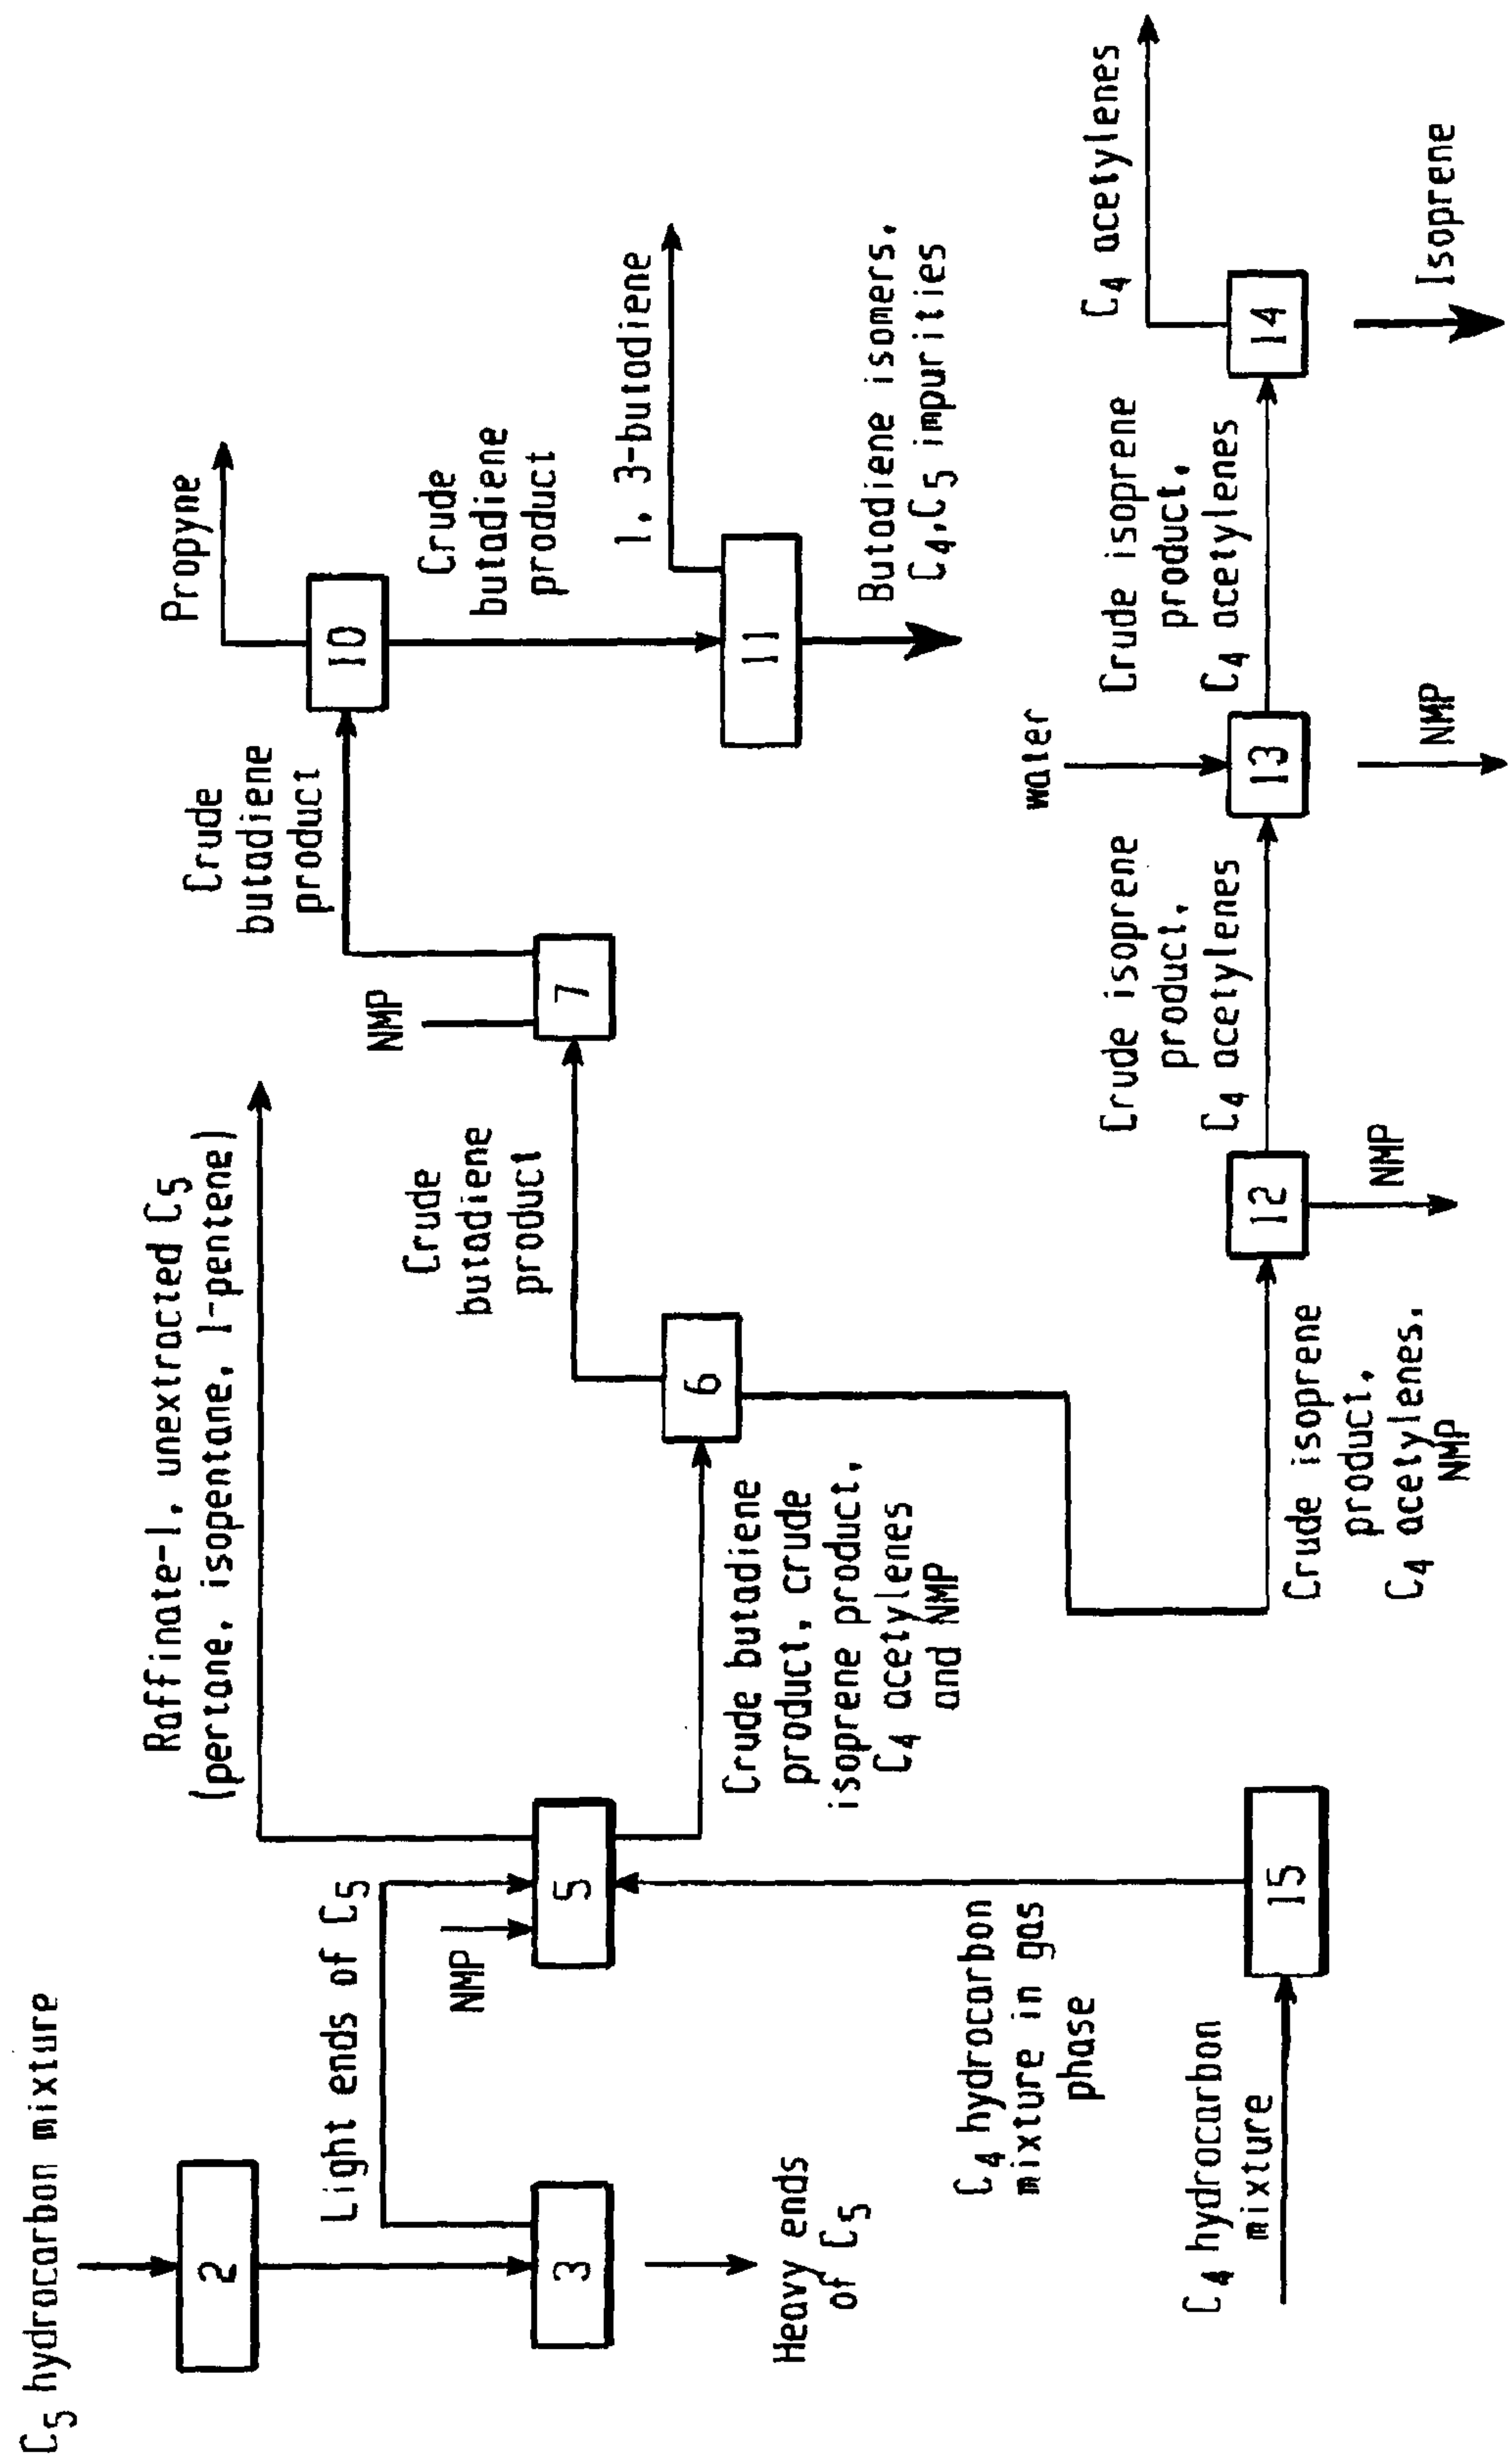 C5 hydrocarbon mixture
2
3
Heavy ends
of C5
Light ends of C5
NMP
5
Raffinate-1, unextracted C5
(pertane, isopentane, 1-pentene)
C4 hydrocarbon
mixture in gas
phase
C4 hydrocarbon
mixture
15
Crude butadiene
product, crude
isoprene product,
C4 acetylenes
and NMP
6
Crude
butadiene
product
NMP
7
Crude
butadiene
product
10
Propyne
Crude
butadiene
product
11
1, 3-butadiene
Butadiene isomers,
C4,C5 impurities
Crude isoprene
product,
C4 acetylenes,
NMP
12
NMP
Crude isoprene
product,
C4 acetylenes
water
13
NMP
Crude isoprene
product,
C4 acetylenes
14
C4 acetylenes
Isoprene